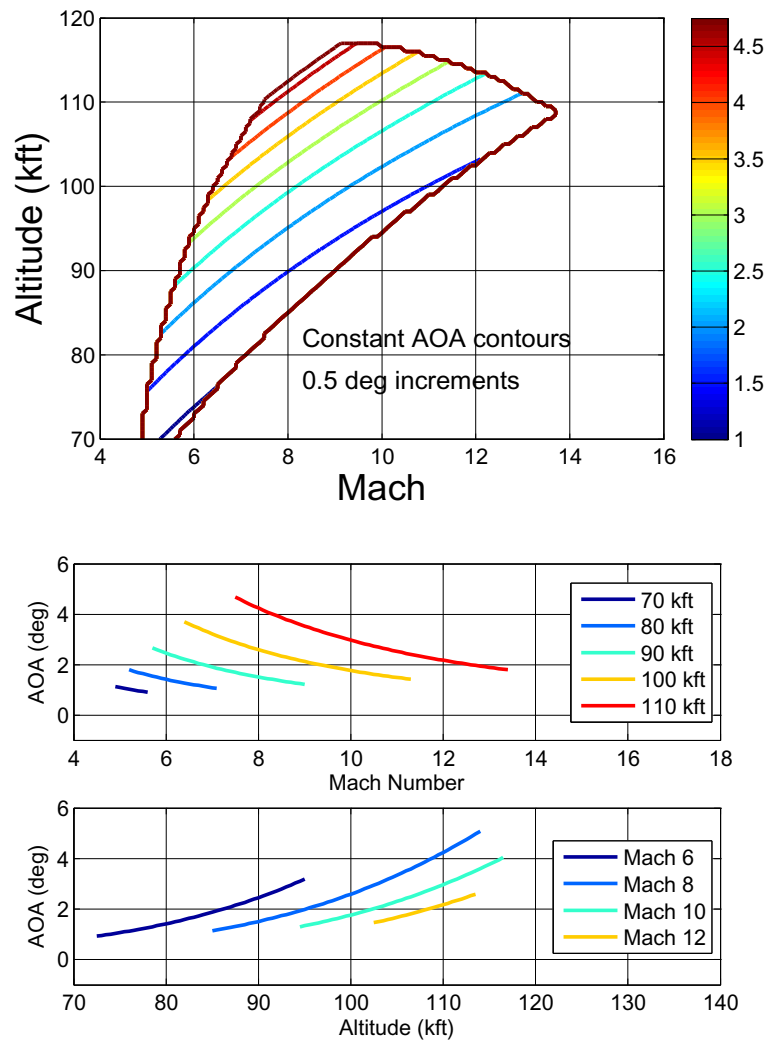 120
110
100
90
80
70
Altitude (kft)
4
6
8
10
12
14
16
Mach
Constant AOA contours
0.5 deg increments
4.5
4
3.5
3
2.5
2
1.5
1
6
4
2
0
AOA (deg)
4
6
8
10
12
14
16
18
Mach Number
70 kft
80 kft
90 kft
100 kft
110 kft
6
4
2
0
AOA (deg)
70
80
90
100
110
120
130
140
Altitude (kft)
Mach 6
Mach 8
Mach 10
Mach 12